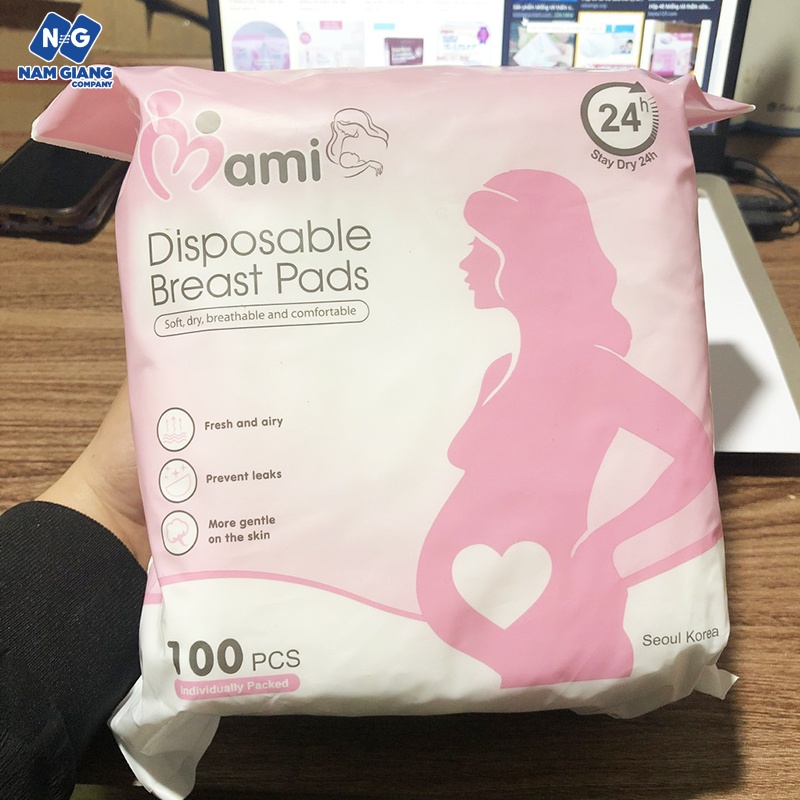 N≡G
NAM GIANG
COMPANY
Mami
24h
Stay Dry 24h
Disposable
Breast Pads
Soft, dry, breathable and comfortable
Fresh and airy
Prevent leaks
More gentle
on the skin
100 PCS
Individually Packed
Seoul Korea